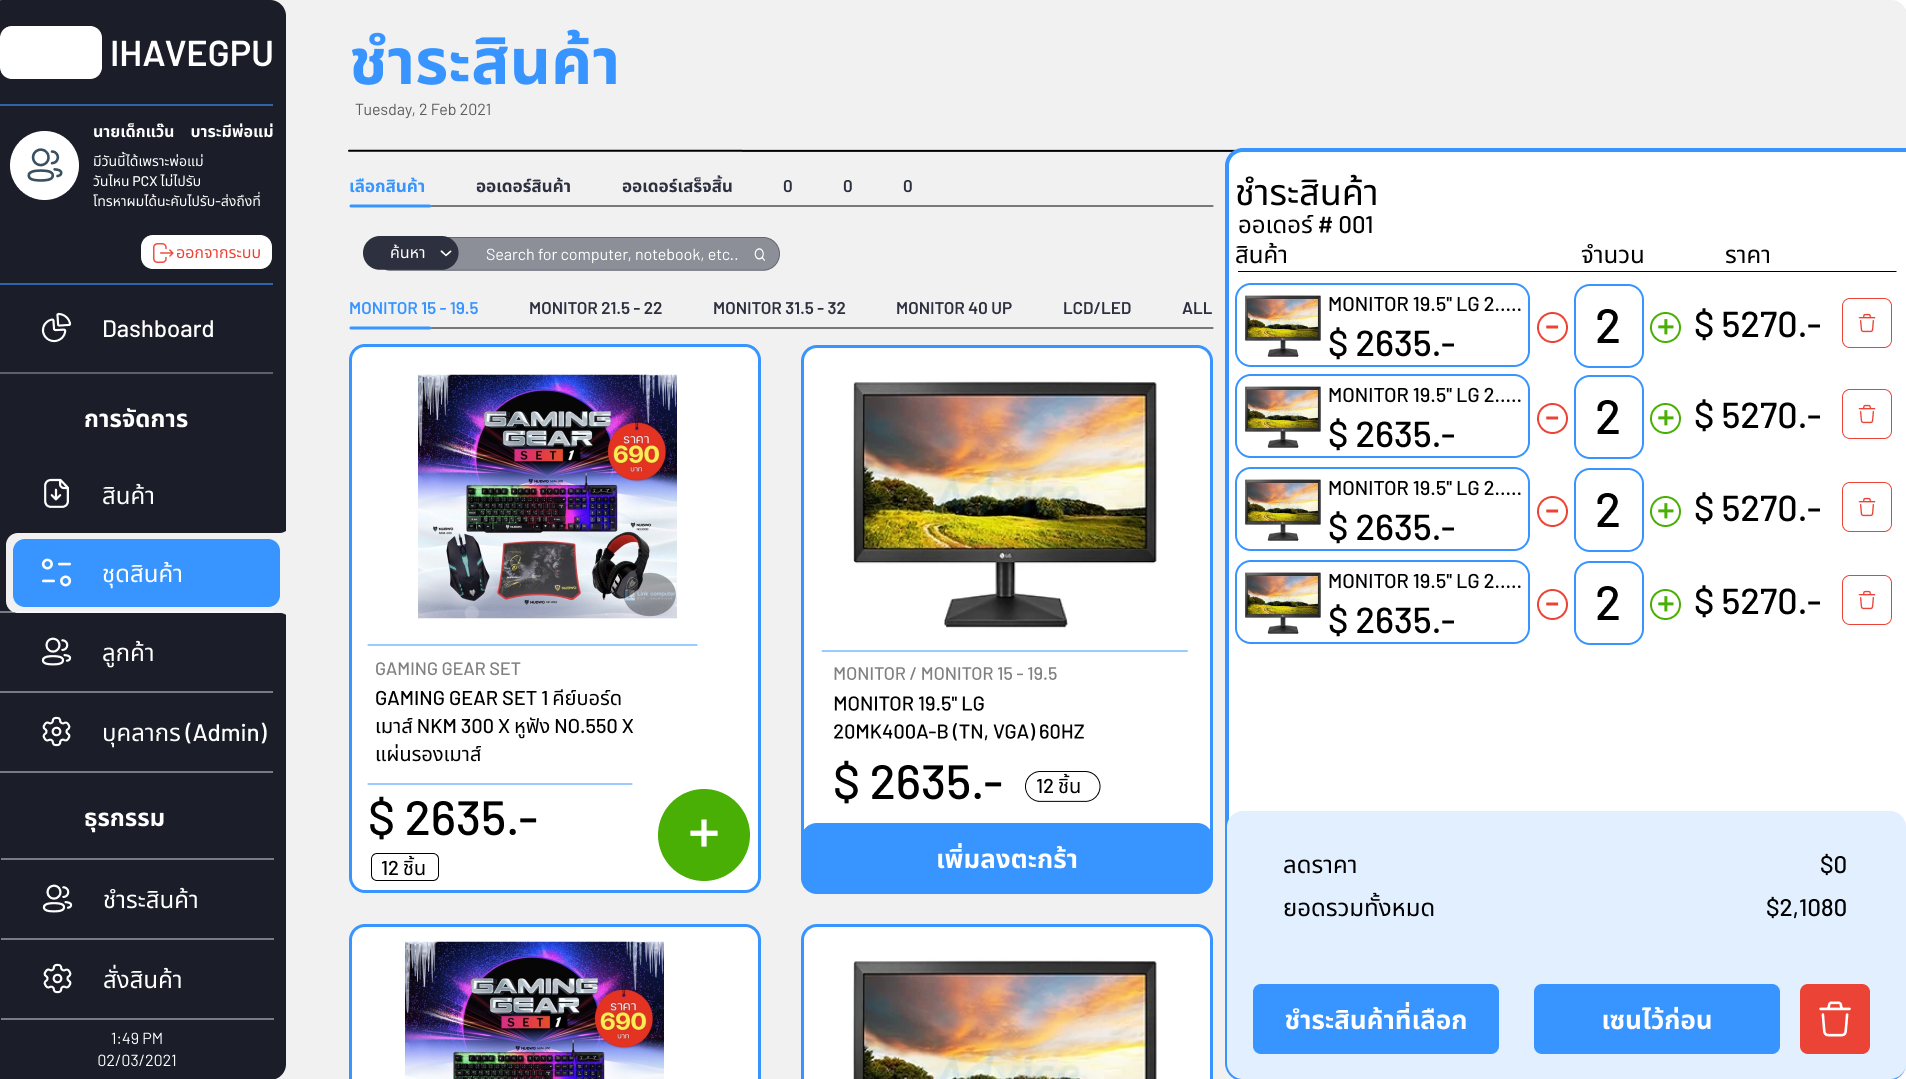 IHAVEGPU
นายเด็กแว๊น บาระมีพ่อแม่
มีวันนี้ได้เพราะพ่อแม่
วันไหน PCX ไม่ไปรับ
โทรหาผมได้นะคับไปรับ-ส่งถึงที่
ออกจากระบบ
Dashboard
การจัดการ
สินค้า
ชุดสินค้า
ลูกค้า
บุคลากร (Admin)
ธุรกรรม
ชำระสินค้า
สั่งสินค้า
1:49 PM
02/03/2021
ชำระสินค้า
Tuesday, 2 Feb 2021
เลือกสินค้า ออเดอร์สินค้า ออเดอร์เสร็จสิ้น 0 0 0
ค้นหา Search for computer, notebook, etc..
MONITOR 15 - 19.5 MONITOR 21.5 - 22 MONITOR 31.5 - 32 MONITOR 40 UP LCD/LED ALL
GAMING
GEAR
SET 1
ราคา
690
บาท
GAMING GEAR SET
GAMING GEAR SET 1 คีย์บอร์ด
เมาส์ NKM 300 X หูฟัง NO.550 X
แผ่นรองเมาส์
$ 2635.-
12 ชิ้น
+
LG
MONITOR / MONITOR 15 - 19.5
MONITOR 19.5" LG
20MK400A-B (TN, VGA) 60HZ
$ 2635.- 12 ชิ้น
เพิ่มลงตะกร้า
GAMING
GEAR
SET 1
ราคา
690
บาท
ชำระสินค้า
ออเดอร์ # 001
สินค้า จำนวน ราคา
MONITOR 19.5" LG 2.....
$ 2635.- 2 $ 5270.-
MONITOR 19.5" LG 2.....
$ 2635.- 2 $ 5270.-
MONITOR 19.5" LG 2.....
$ 2635.- 2 $ 5270.-
MONITOR 19.5" LG 2.....
$ 2635.- 2 $ 5270.-
ลดราคา $0
ยอดรวมทั้งหมด $2,1080
ชำระสินค้าที่เลือก เซนไว้ก่อน